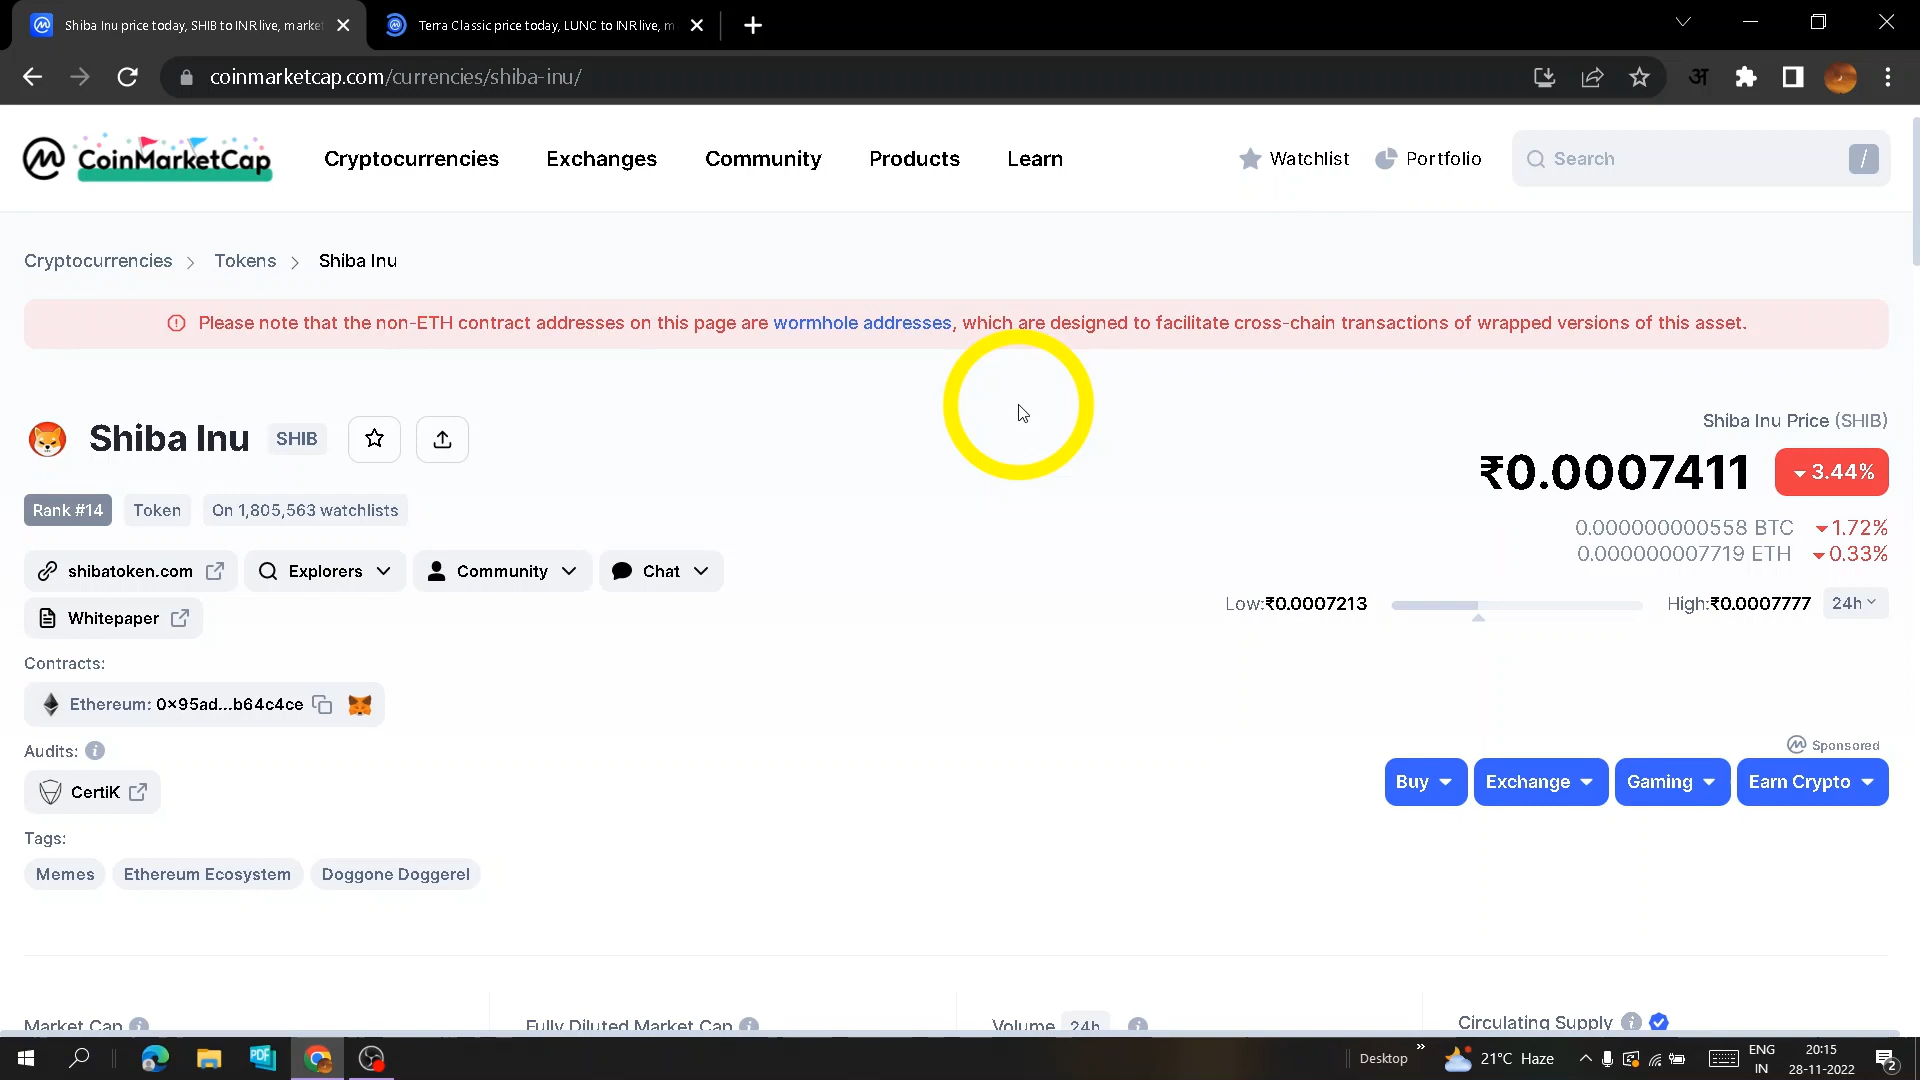 Shiba Inu price today, SHIB to INR live, marke
Terra Classic price today, LUNC to INR live, m
coinmarketcap.com/currencies/shiba-inu/
अ
CoinMarketCap
Cryptocurrencies
Exchanges
Community
Products
Learn
Watchlist
Portfolio
Search
/
Cryptocurrencies > Tokens > Shiba Inu
Please note that the non-ETH contract addresses on this page are wormhole addresses, which are designed to facilitate cross-chain transactions of wrapped versions of this asset.
Shiba Inu SHIB
Shiba Inu Price (SHIB)
₹0.0007411 3.44%
Rank #14 Token On 1,805,563 watchlists
0.000000000558 BTC 1.72%
0.000000007719 ETH 0.33%
shibatoken.com Explorers Community Chat
Low:₹0.0007213 High:₹0.0007777 24h
Whitepaper
Contracts:
Ethereum: 0x95ad...b64c4ce
Audits:
Sponsored
CertiK
Buy Exchange Gaming Earn Crypto
Tags:
Memes Ethereum Ecosystem Doggone Doggerel
Market Cap
Fully Diluted Market Cap
Volume 24h
Circulating Supply
PDF
Desktop »
21°C Haze
ENG
IN
20:15
28-11-2022
2